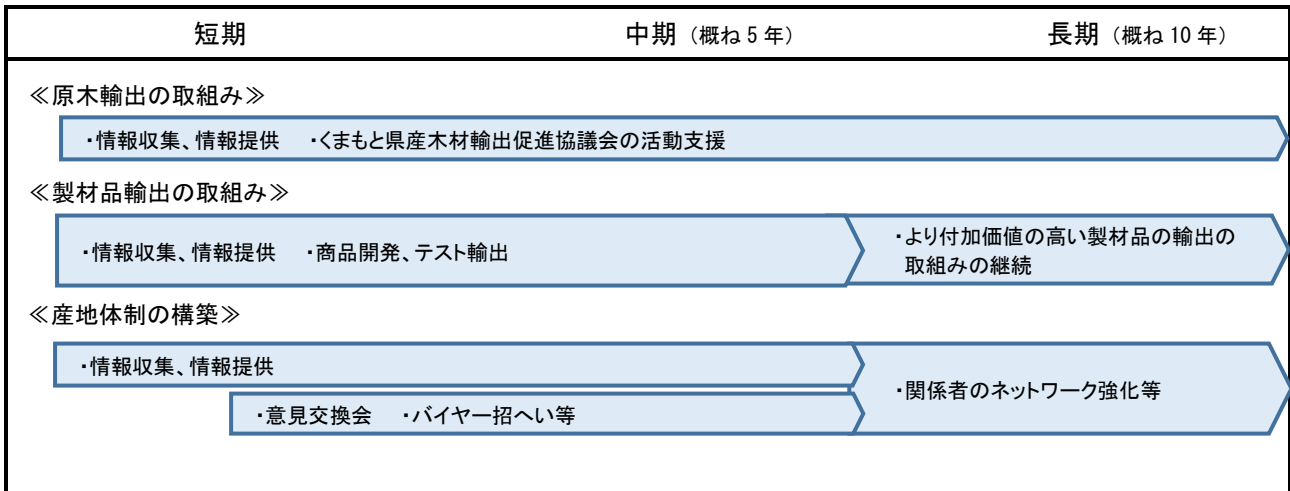 短期 中期（概ね5年） 長期（概ね10年）
≪原木輸出の取組み≫
・情報収集、情報提供 ・くまもと県産木材輸出促進協議会の活動支援
≪製材品輸出の取組み≫
・情報収集、情報提供 ・商品開発、テスト輸出
・より付加価値の高い製材品の輸出の
取組みの継続
≪産地体制の構築≫
・情報収集、情報提供
・意見交換会 ・バイヤー招へい等
・関係者のネットワーク強化等